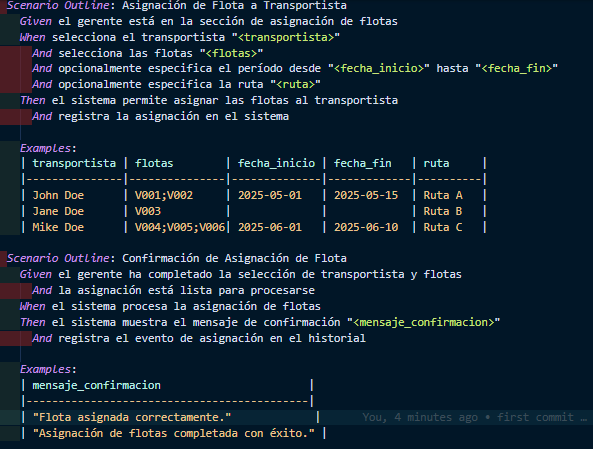 Scenario Outline: Asignación de Flota a Transportista
Given el gerente está en la sección de asignación de flotas
When selecciona el transportista "<transportista>"
And selecciona las flotas "<flotas>"
And opcionalmente especifica el período desde "<fecha_inicio>" hasta "<fecha_fin>"
And opcionalmente especifica la ruta "<ruta>"
Then el sistema permite asignar las flotas al transportista
And registra la asignación en el sistema
Examples:
| transportista | flotas | fecha_inicio | fecha_fin | ruta |
|---------------|---------------|--------------|------------|----------|
| John Doe | V001;V002 | 2025-05-01 | 2025-05-15 | Ruta A |
| Jane Doe | V003 | | | Ruta B |
| Mike Doe | V004;V005;V006| 2025-06-01 | 2025-06-10 | Ruta C |
Scenario Outline: Confirmación de Asignación de Flota
Given el gerente ha completado la selección de transportista y flotas
And la asignación está lista para procesarse
When el sistema procesa la asignación de flotas
Then el sistema muestra el mensaje de confirmación "<mensaje_confirmacion>"
And registra el evento de asignación en el historial
Examples:
| mensaje_confirmacion |
|--------------------------------------------|
| "Flota asignada correctamente." | You, 4 minutes ago • first commit …
| "Asignación de flotas completada con éxito." |